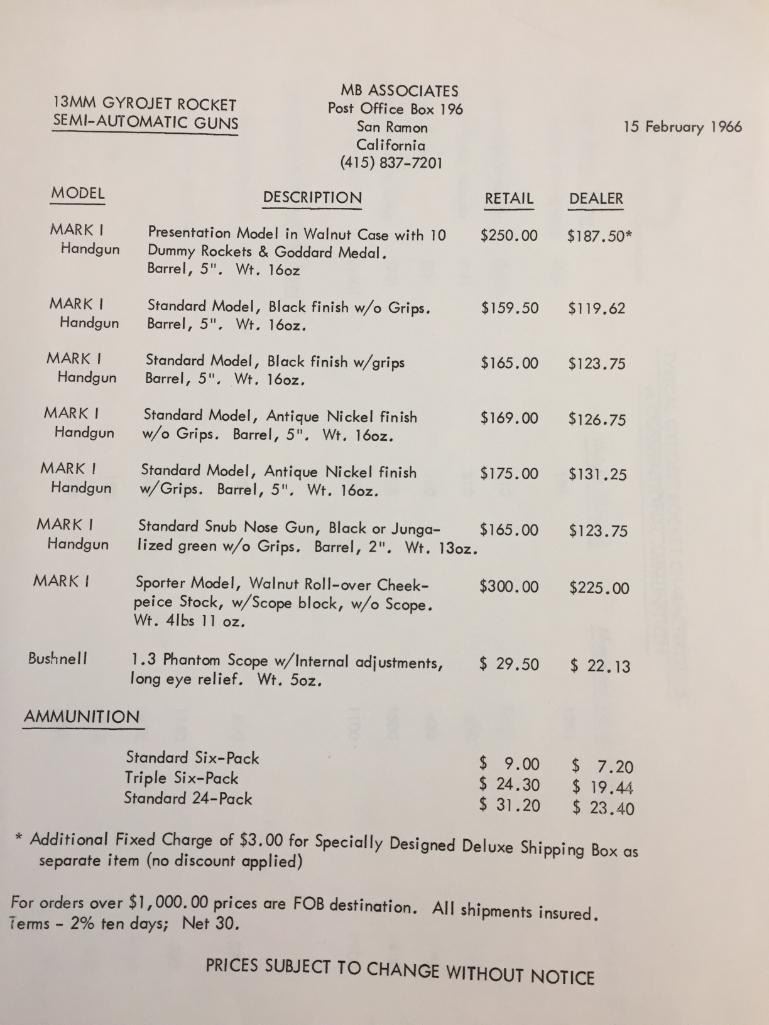 13MM GYROJET ROCKET
SEMI-AUTOMATIC GUNS
MB ASSOCIATES
Post Office Box 196
San Ramon
California
(415) 837-7201
15 February 1966
MODEL DESCRIPTION RETAIL DEALER
MARK I Presentation Model in Walnut Case with 10 $250.00 $187.50*
Handgun Dummy Rockets & Goddard Medal.
Barrel, 5". Wt. 16oz
MARK I Standard Model, Black finish w/o Grips. $159.50 $119.62
Handgun Barrel, 5". Wt. 16oz.
MARK I Standard Model, Black finish w/grips $165.00 $123.75
Handgun Barrel, 5". Wt. 16oz.
MARK I Standard Model, Antique Nickel finish $169.00 $126.75
Handgun w/o Grips. Barrel, 5". Wt. 16oz.
MARK I Standard Model, Antique Nickel finish $175.00 $131.25
Handgun w/Grips. Barrel, 5". Wt. 16oz.
MARK I Standard Snub Nose Gun, Black or Junga- $165.00 $123.75
Handgun lized green w/o Grips. Barrel, 2". Wt. 13oz.
MARK I Sporter Model, Walnut Roll-over Cheek- $300.00 $225.00
peice Stock, w/Scope block, w/o Scope.
Wt. 4lbs 11 oz.
Bushnell 1.3 Phantom Scope w/Internal adjustments, $ 29.50 $ 22.13
long eye relief. Wt. 5oz.
AMMUNITION
Standard Six-Pack $ 9.00 $ 7.20
Triple Six-Pack $ 24.30 $ 19.44
Standard 24-Pack $ 31.20 $ 23.40
* Additional Fixed Charge of $3.00 for Specially Designed Deluxe Shipping Box as
separate item (no discount applied)
For orders over $1,000.00 prices are FOB destination. All shipments insured.
Terms - 2% ten days; Net 30.
PRICES SUBJECT TO CHANGE WITHOUT NOTICE